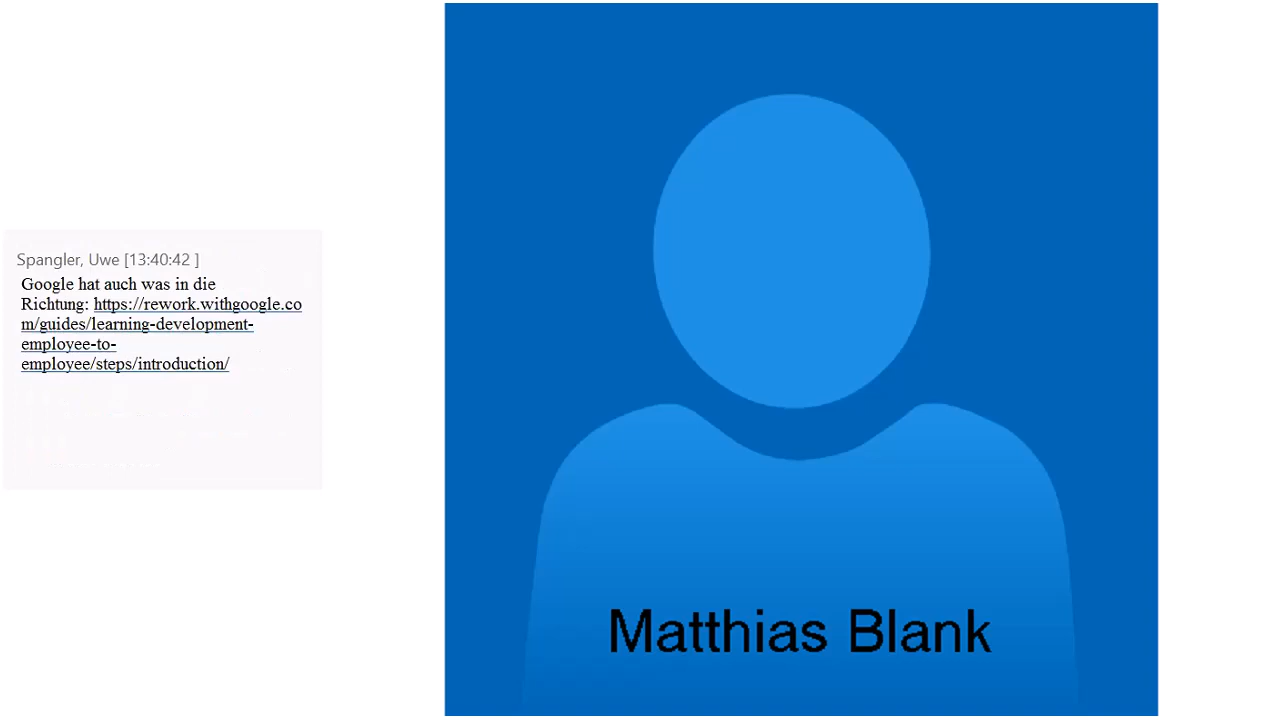 Spangler, Uwe [13:40:42 ]
Google hat auch was in die
Richtung: https://rework.withgoogle.co
m/guides/learning-development-
employee-to-
employee/steps/introduction/
Matthias Blank